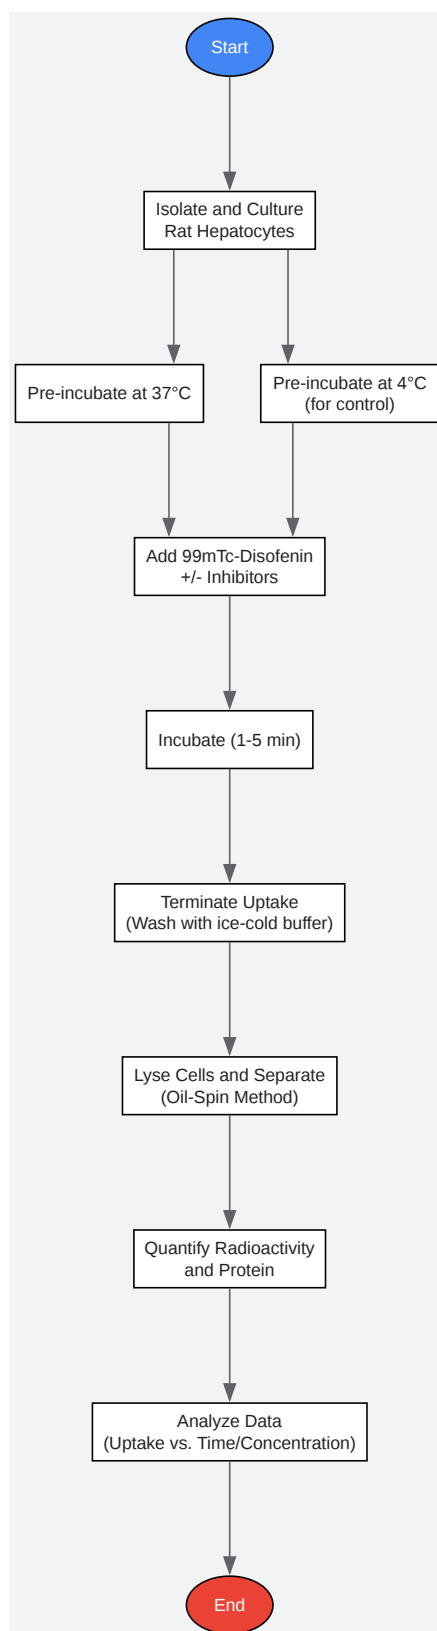 Start
Isolate and Culture
Rat Hepatocytes
Pre-incubate at 37°C
Pre-incubate at 4°C
(for control)
Add 99mTc-Disofenin
+/- Inhibitors
Incubate (1-5 min)
Terminate Uptake
(Wash with ice-cold buffer)
Lyse Cells and Separate
(Oil-Spin Method)
Quantify Radioactivity
and Protein
Analyze Data
(Uptake vs. Time/Concentration)
End